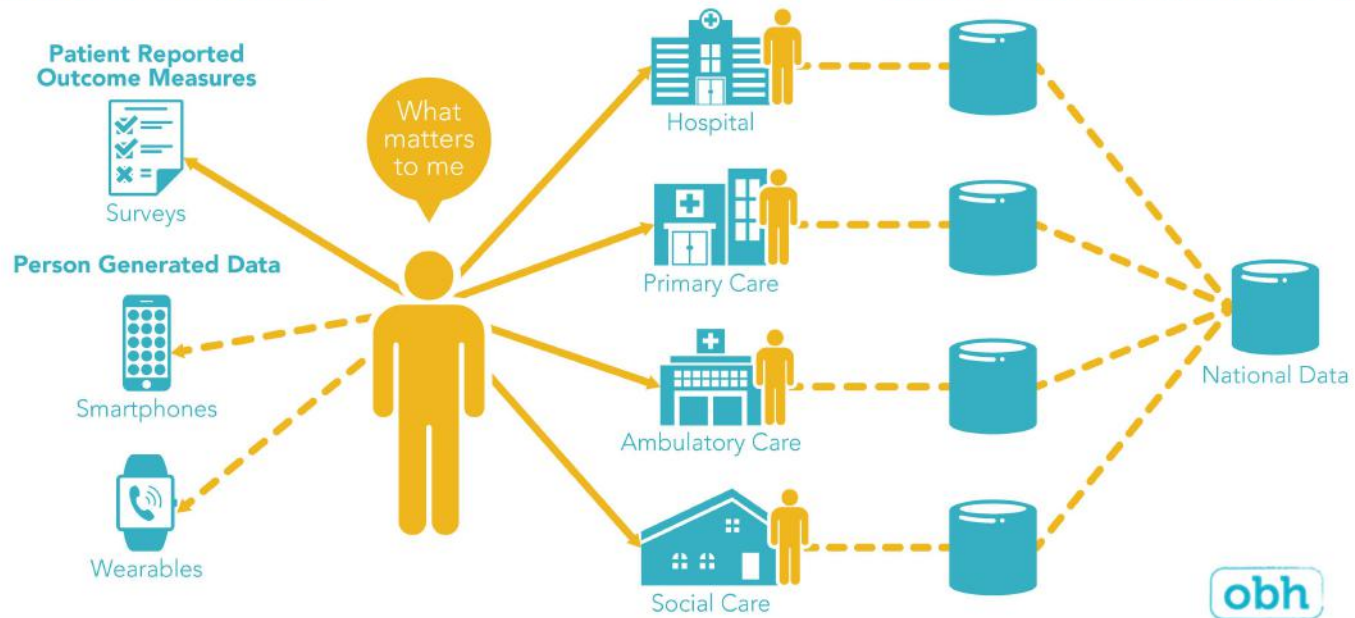 Patient Reported
Outcome Measures
Surveys
Person Generated Data
Smartphones
Wearables
What
matters
to me
Hospital
Primary Care
Ambulatory Care
Social Care
National Data
obh